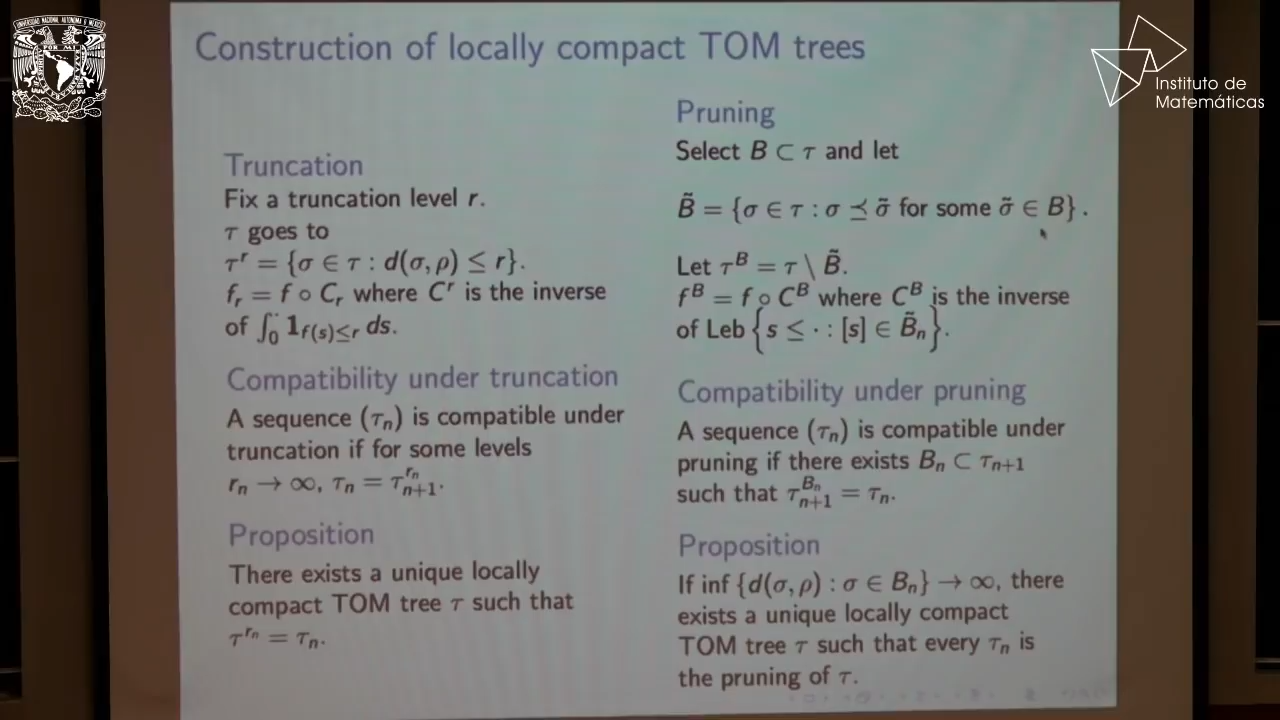 Construction of locally compact TOM trees
Truncation
Fix a truncation level r.
τ goes to
τ^r = {σ ∈ τ : d(σ, ρ) ≤ r}.
f_r = f ∘ C_r where C^r is the inverse
of ∫_0^· 1_{f(s)≤r} ds.
Compatibility under truncation
A sequence (τ_n) is compatible under
truncation if for some levels
r_n → ∞, τ_n = τ_{n+1}^{r_n}.
Proposition
There exists a unique locally
compact TOM tree τ such that
τ^{r_n} = τ_n.
Pruning
Select B ⊂ τ and let
B̃ = {σ ∈ τ : σ ⪯ σ̃ for some σ̃ ∈ B} .
Let τ^B = τ \ B̃.
f^B = f ∘ C^B where C^B is the inverse
of Leb {s ≤ · : [s] ∈ B̃_n}.
Compatibility under pruning
A sequence (τ_n) is compatible under
pruning if there exists B_n ⊂ τ_{n+1}
such that τ_{n+1}^{B_n} = τ_n.
Proposition
If inf {d(σ, ρ) : σ ∈ B_n} → ∞, there
exists a unique locally compact
TOM tree τ such that every τ_n is
the pruning of τ.
Instituto de
Matemáticas